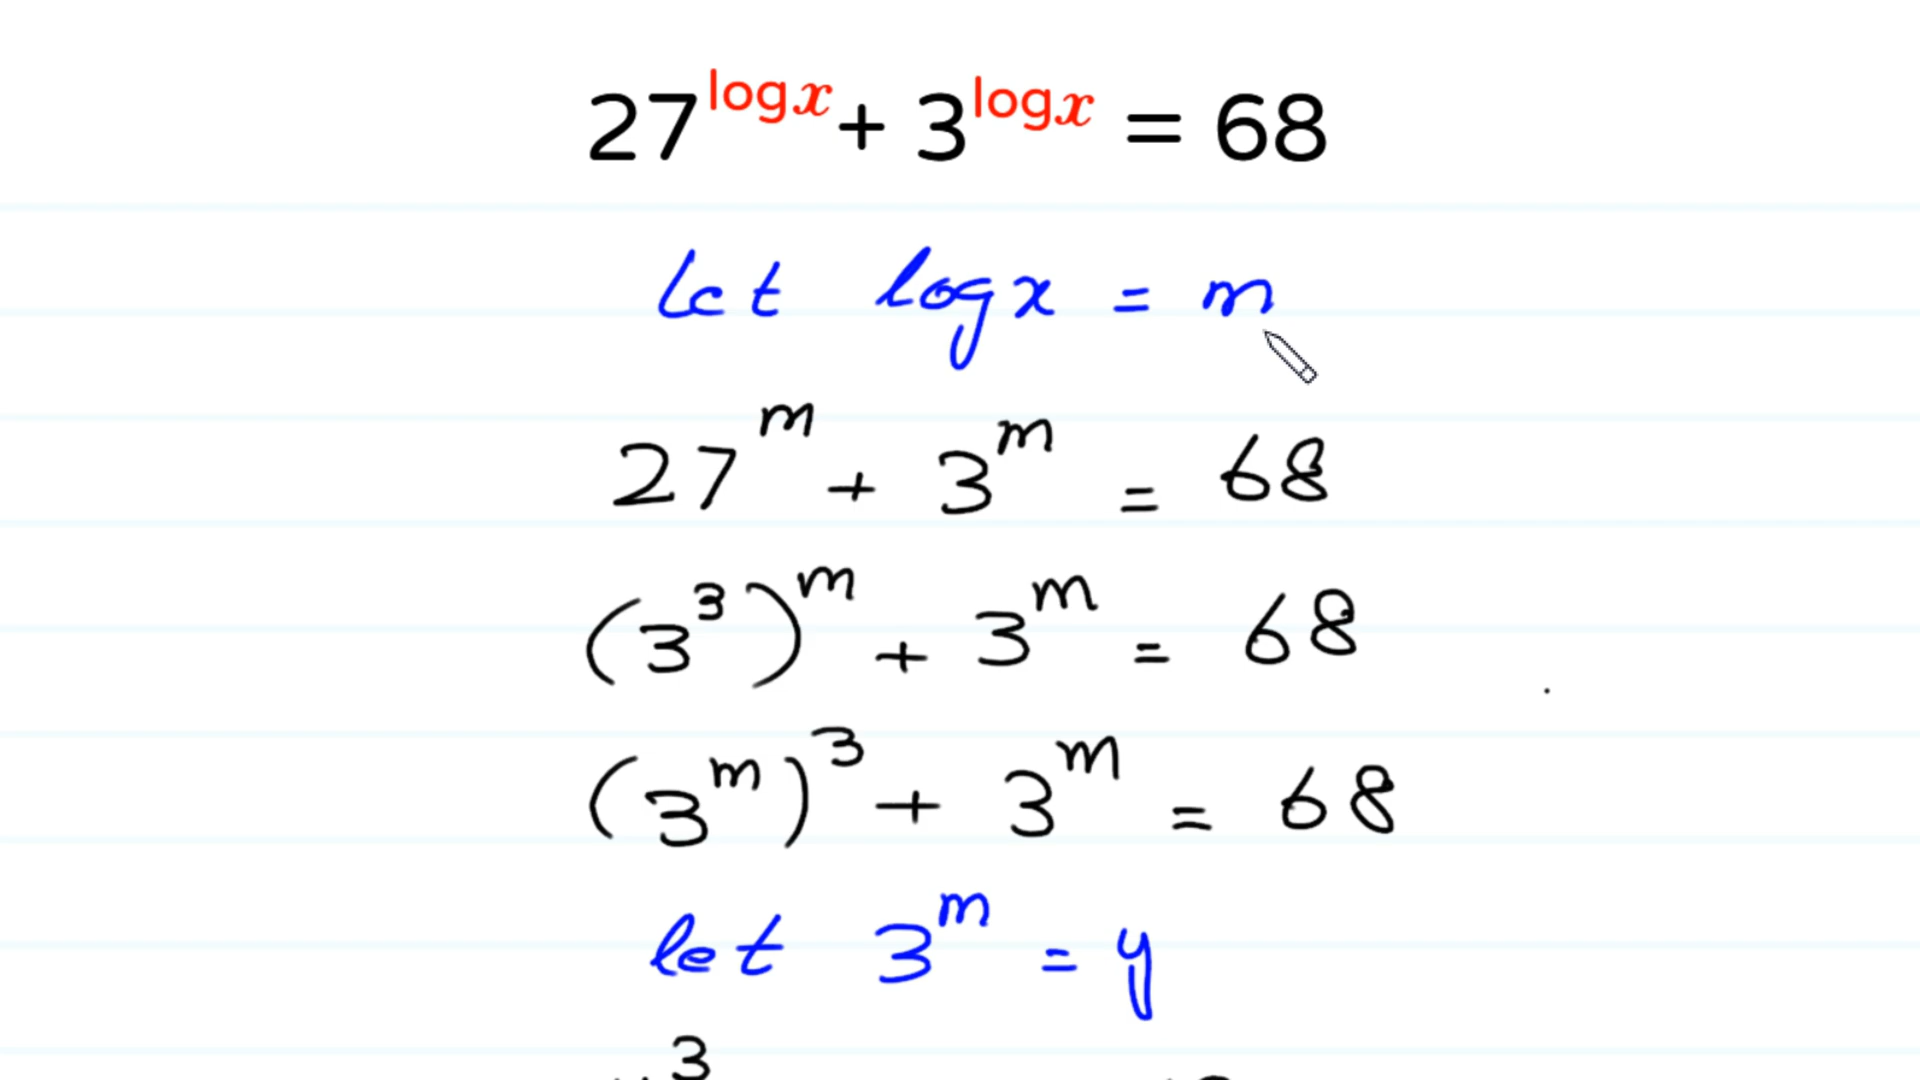 27^logx + 3^logx = 68
let logx = m
27^m + 3^m = 68
(3^3)^m + 3^m = 68
(3^m)^3 + 3^m = 68
let 3^m = y
3